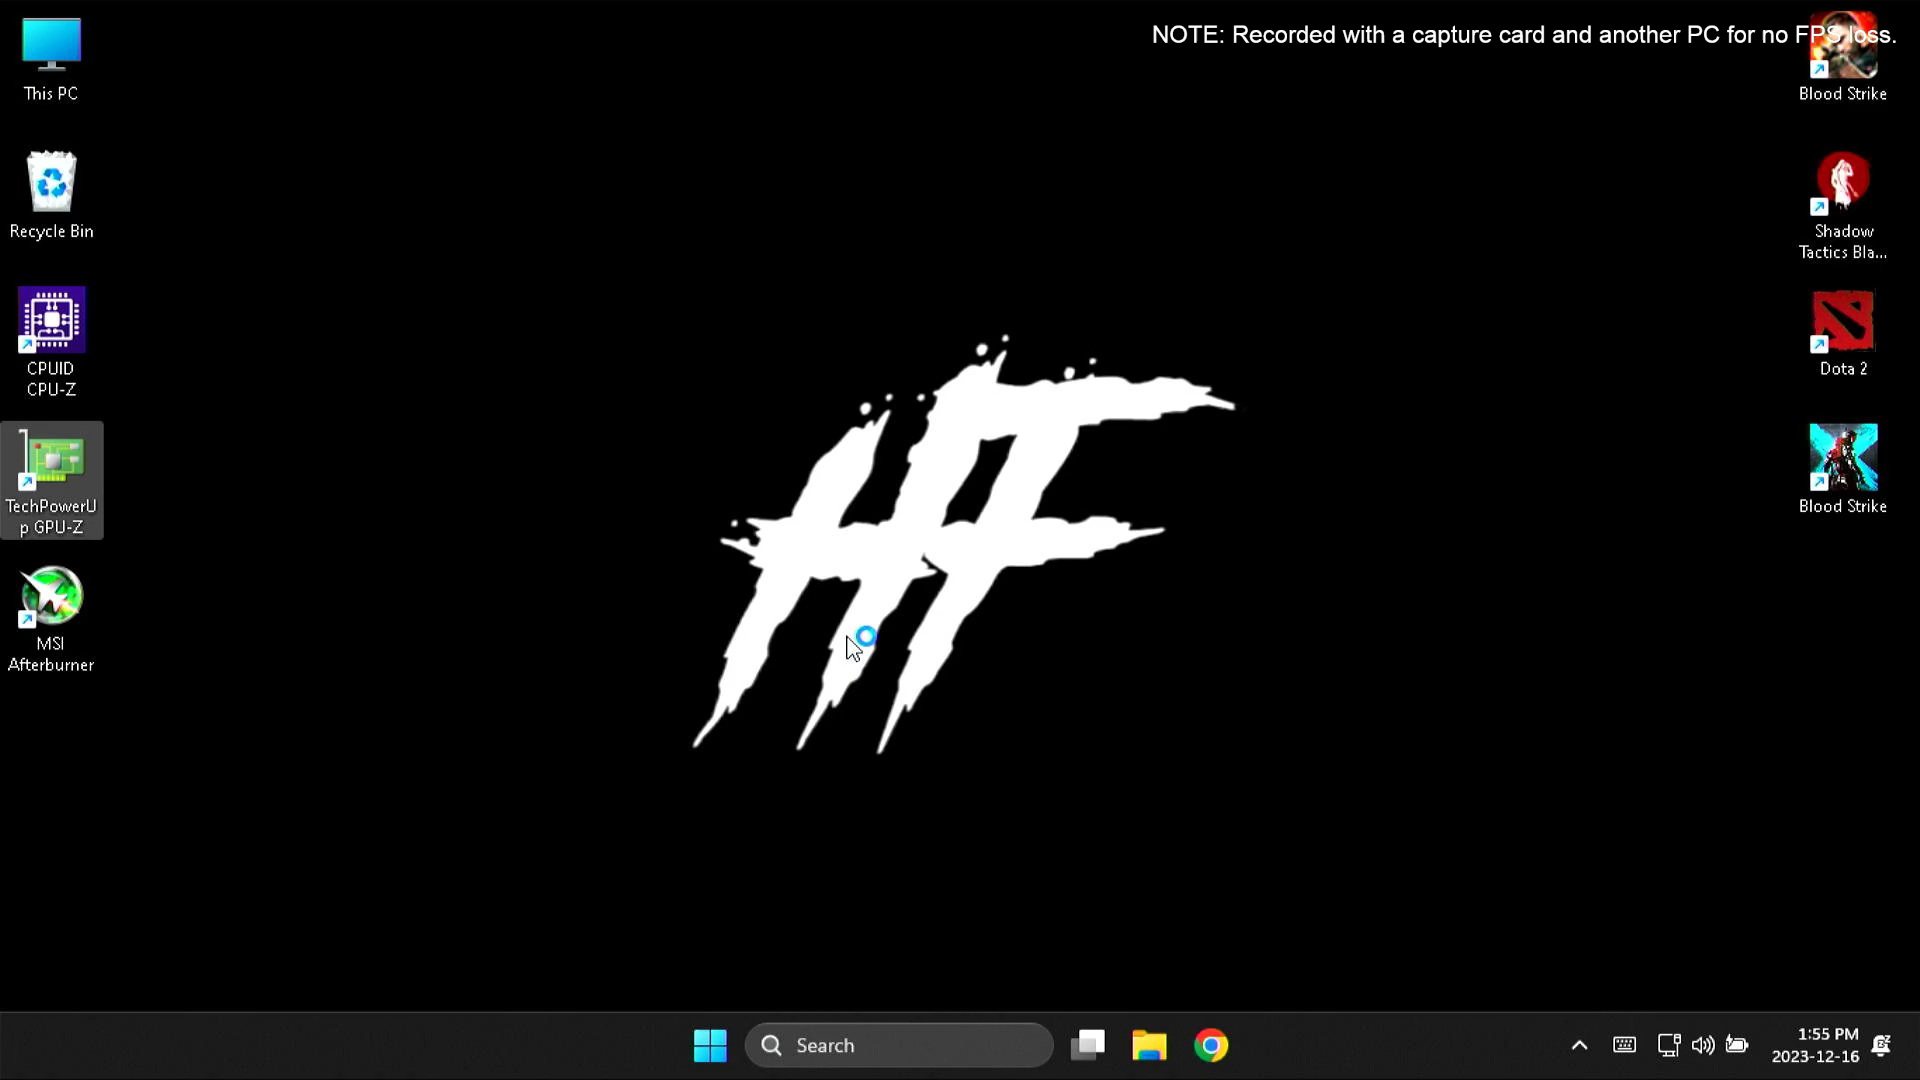 NOTE: Recorded with a capture card and another PC for no FPS loss.
This PC
Recycle Bin
CPUID
CPU-Z
TechPowerU
p GPU-Z
MSI
Afterburner
Blood Strike
Shadow
Tactics Bla...
Dota 2
Blood Strike
Search
1:55 PM
2023-12-16